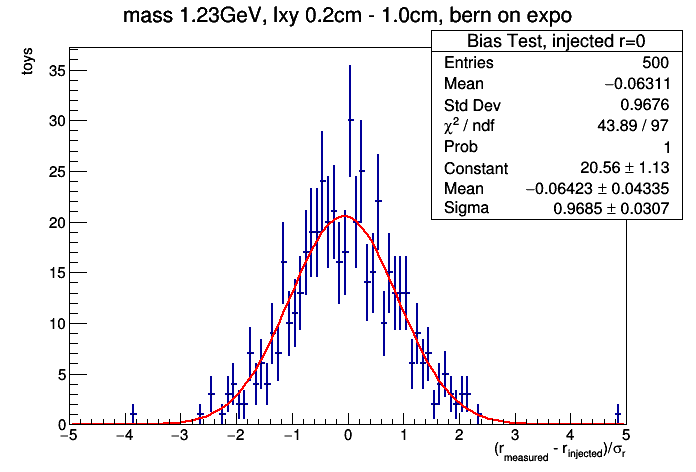 mass 1.23GeV, lxy 0.2cm - 1.0cm, bern on expo
toys
Bias Test, injected r=0
Entries 500
Mean −0.06311
Std Dev 0.9676
χ² / ndf 43.89 / 97
Prob 1
Constant 20.56 ± 1.13
Mean −0.06423 ± 0.04335
Sigma 0.9685 ± 0.0307
35
30
25
20
15
10
5
0
−5 −4 −3 −2 −1 0 1 2 3 4 5
(r_measured - r_injected)/σ_r